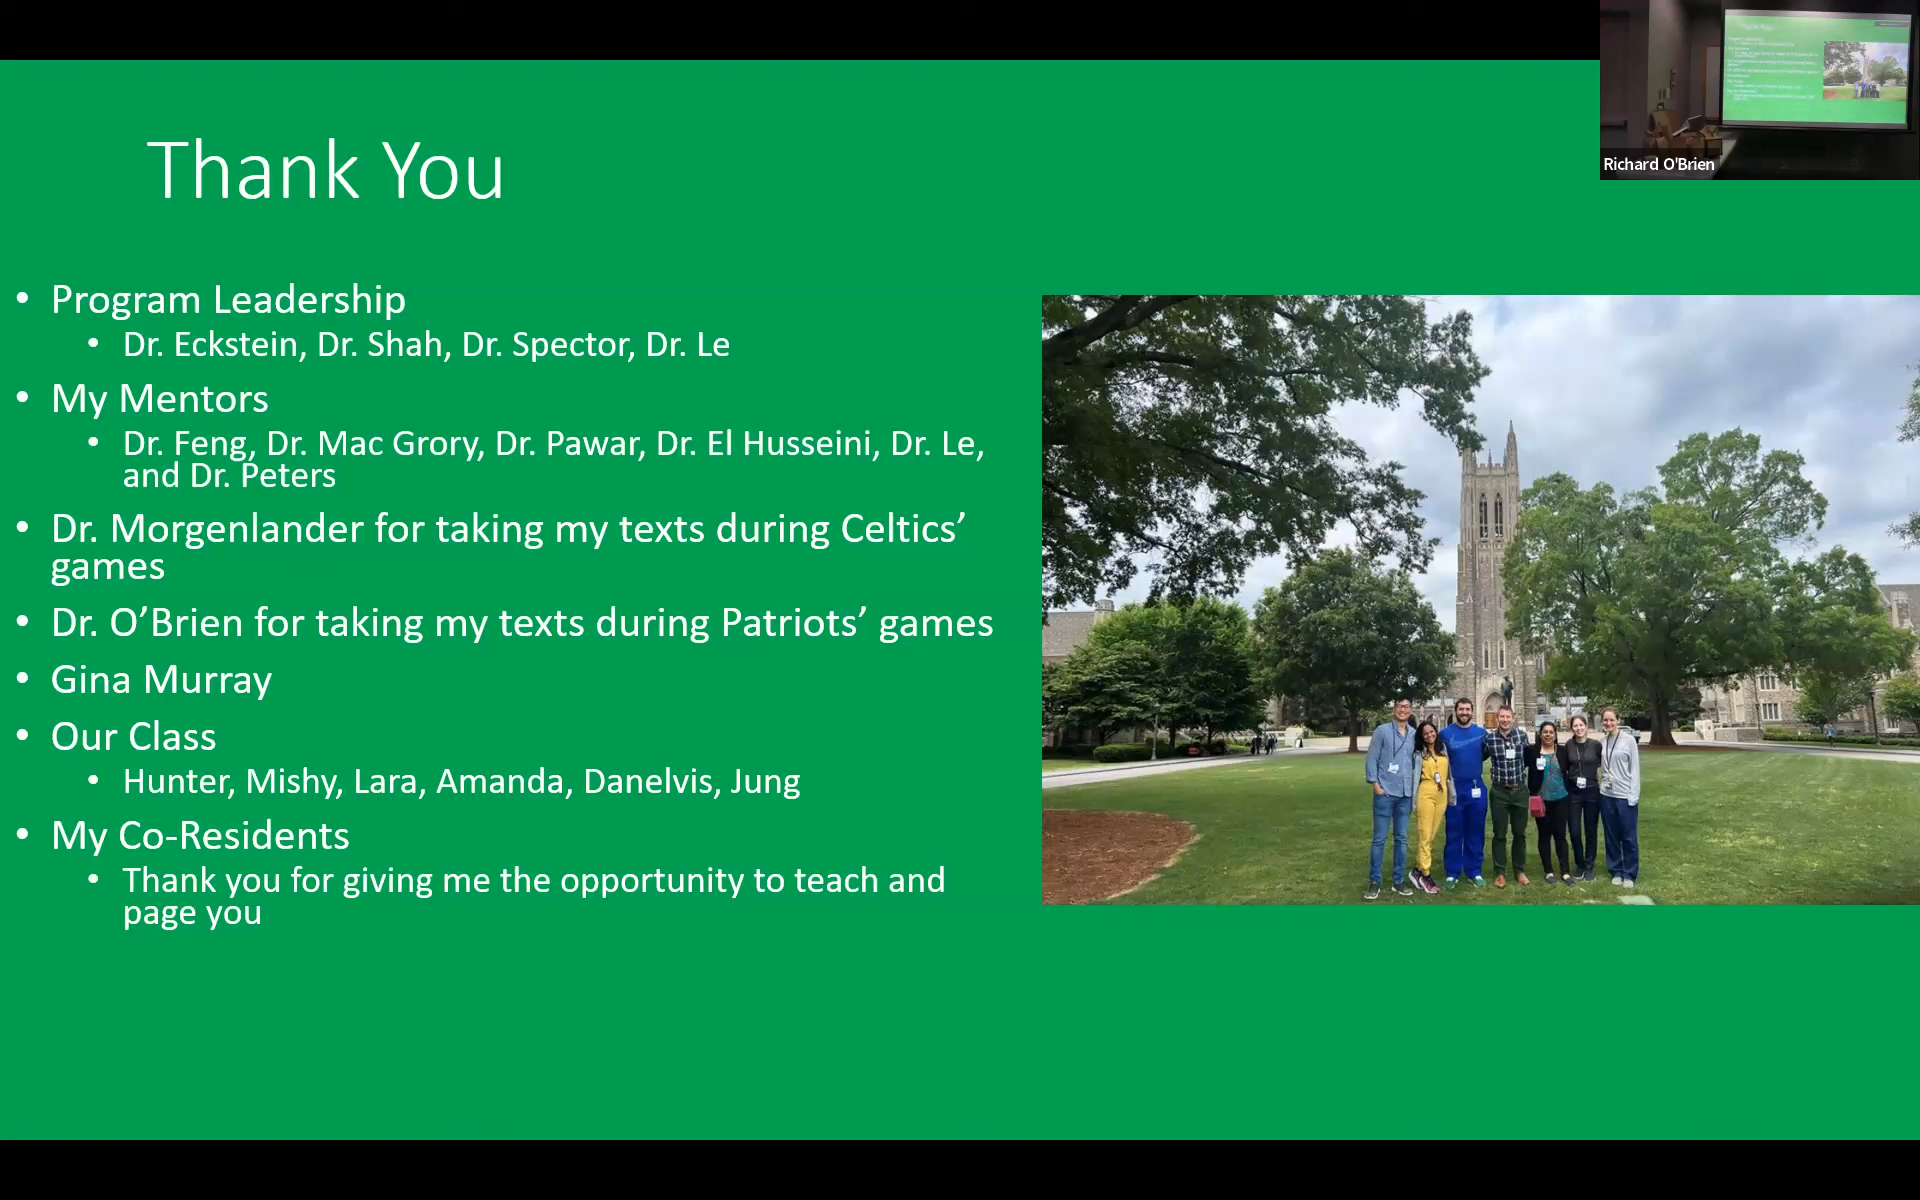 Thank You
Richard O'Brien
• Program Leadership
• Dr. Eckstein, Dr. Shah, Dr. Spector, Dr. Le
• My Mentors
• Dr. Feng, Dr. Mac Grory, Dr. Pawar, Dr. El Husseini, Dr. Le,
and Dr. Peters
• Dr. Morgenlander for taking my texts during Celtics’
games
• Dr. O’Brien for taking my texts during Patriots’ games
• Gina Murray
• Our Class
• Hunter, Mishy, Lara, Amanda, Danelvis, Jung
• My Co-Residents
• Thank you for giving me the opportunity to teach and
page you